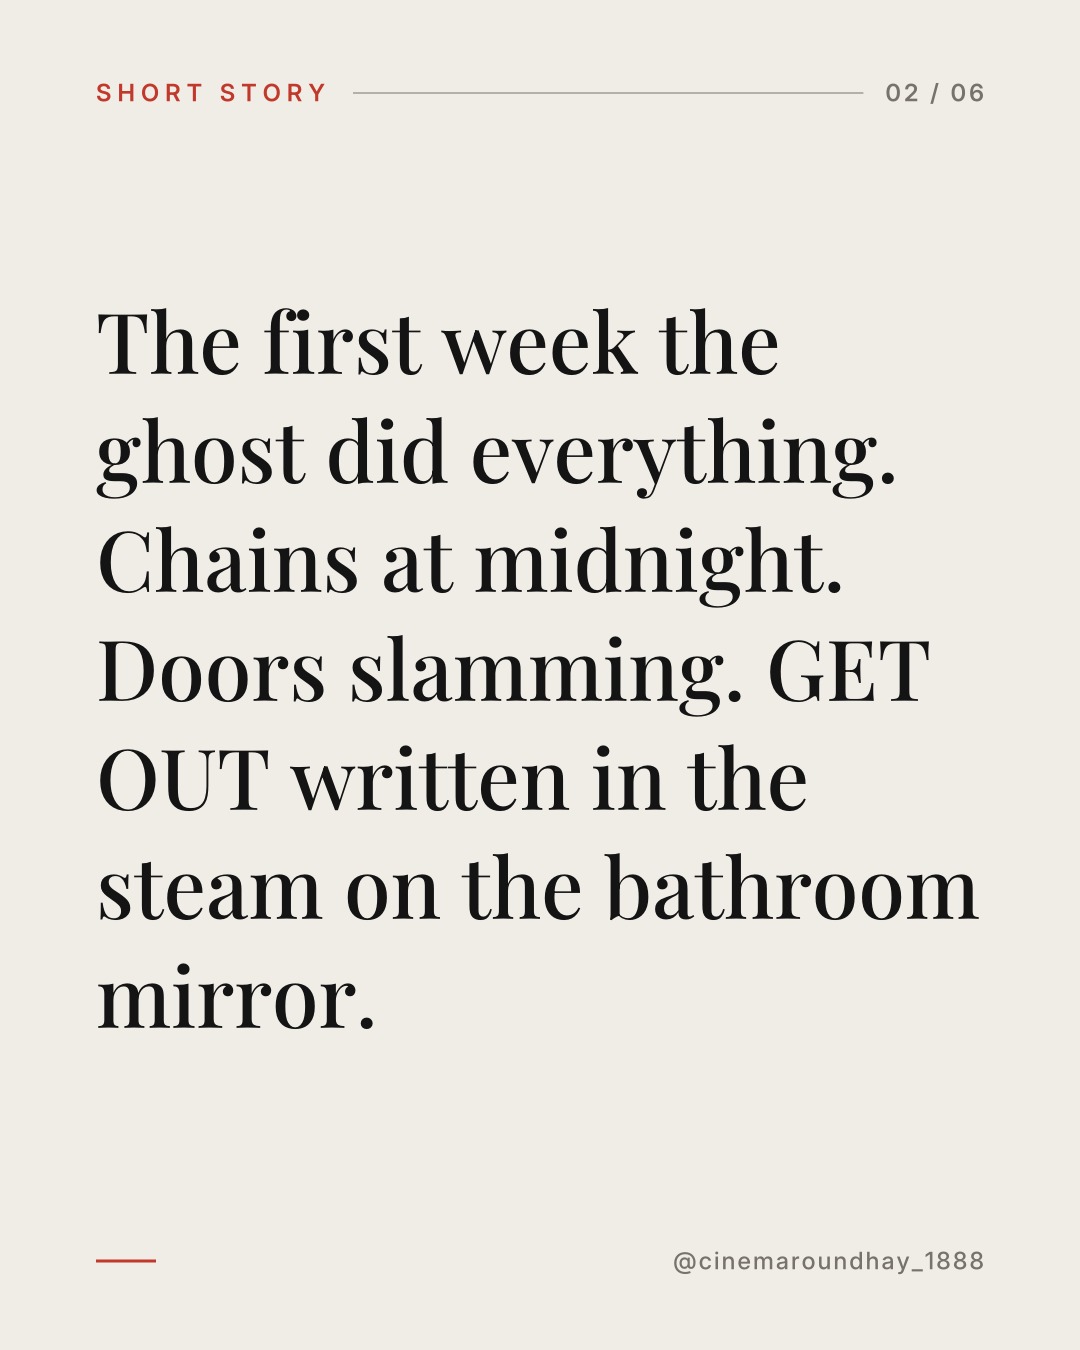 SHORT STORY 02 / 06
The first week the
ghost did everything.
Chains at midnight.
Doors slamming. GET
OUT written in the
steam on the bathroom
mirror.
@cinemaroundhay_1888